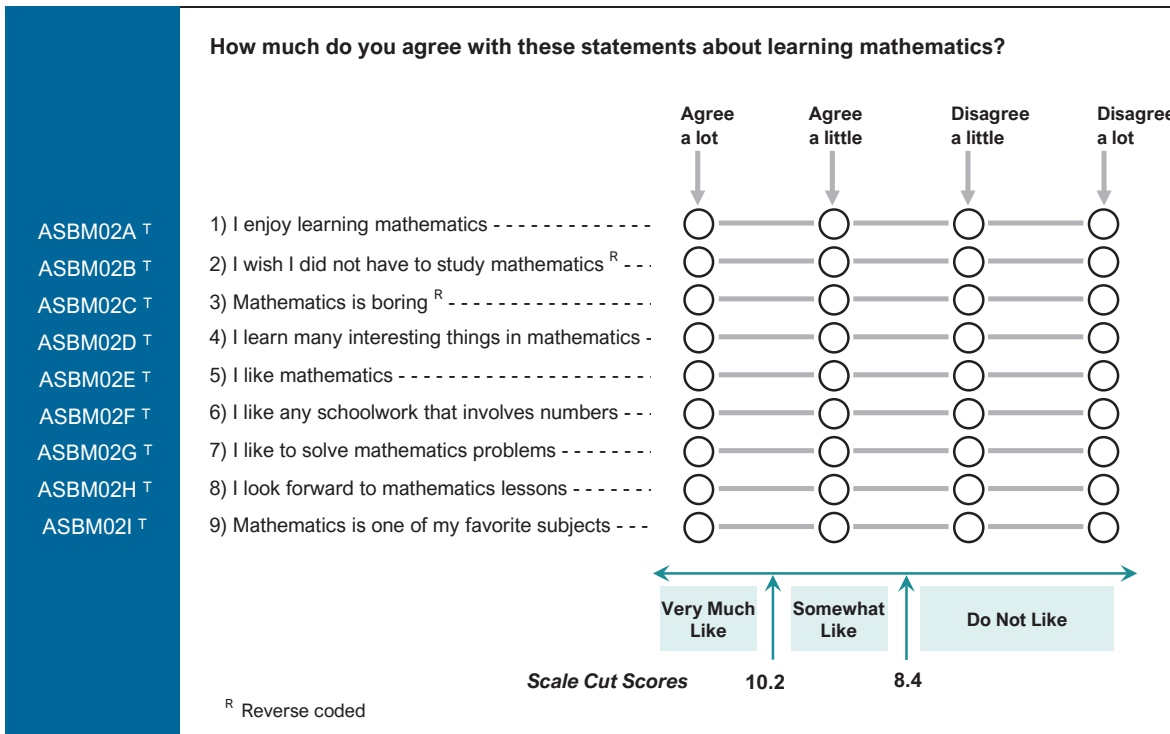 How much do you agree with these statements about learning mathematics?
Agree a lot
Agree a little
Disagree a little
Disagree a lot
ASBM02A ᵀ 1) I enjoy learning mathematics - - - - - - - - - - - - -
ASBM02B ᵀ 2) I wish I did not have to study mathematics ᴿ - - -
ASBM02C ᵀ 3) Mathematics is boring ᴿ - - - - - - - - - - - - - - - -
ASBM02D ᵀ 4) I learn many interesting things in mathematics -
ASBM02E ᵀ 5) I like mathematics - - - - - - - - - - - - - - - - - - - -
ASBM02F ᵀ 6) I like any schoolwork that involves numbers - - -
ASBM02G ᵀ 7) I like to solve mathematics problems - - - - - - - -
ASBM02H ᵀ 8) I look forward to mathematics lessons - - - - - - -
ASBM02I ᵀ 9) Mathematics is one of my favorite subjects - - -
Very Much Like
Somewhat Like
Do Not Like
Scale Cut Scores 10.2 8.4
ᴿ Reverse coded